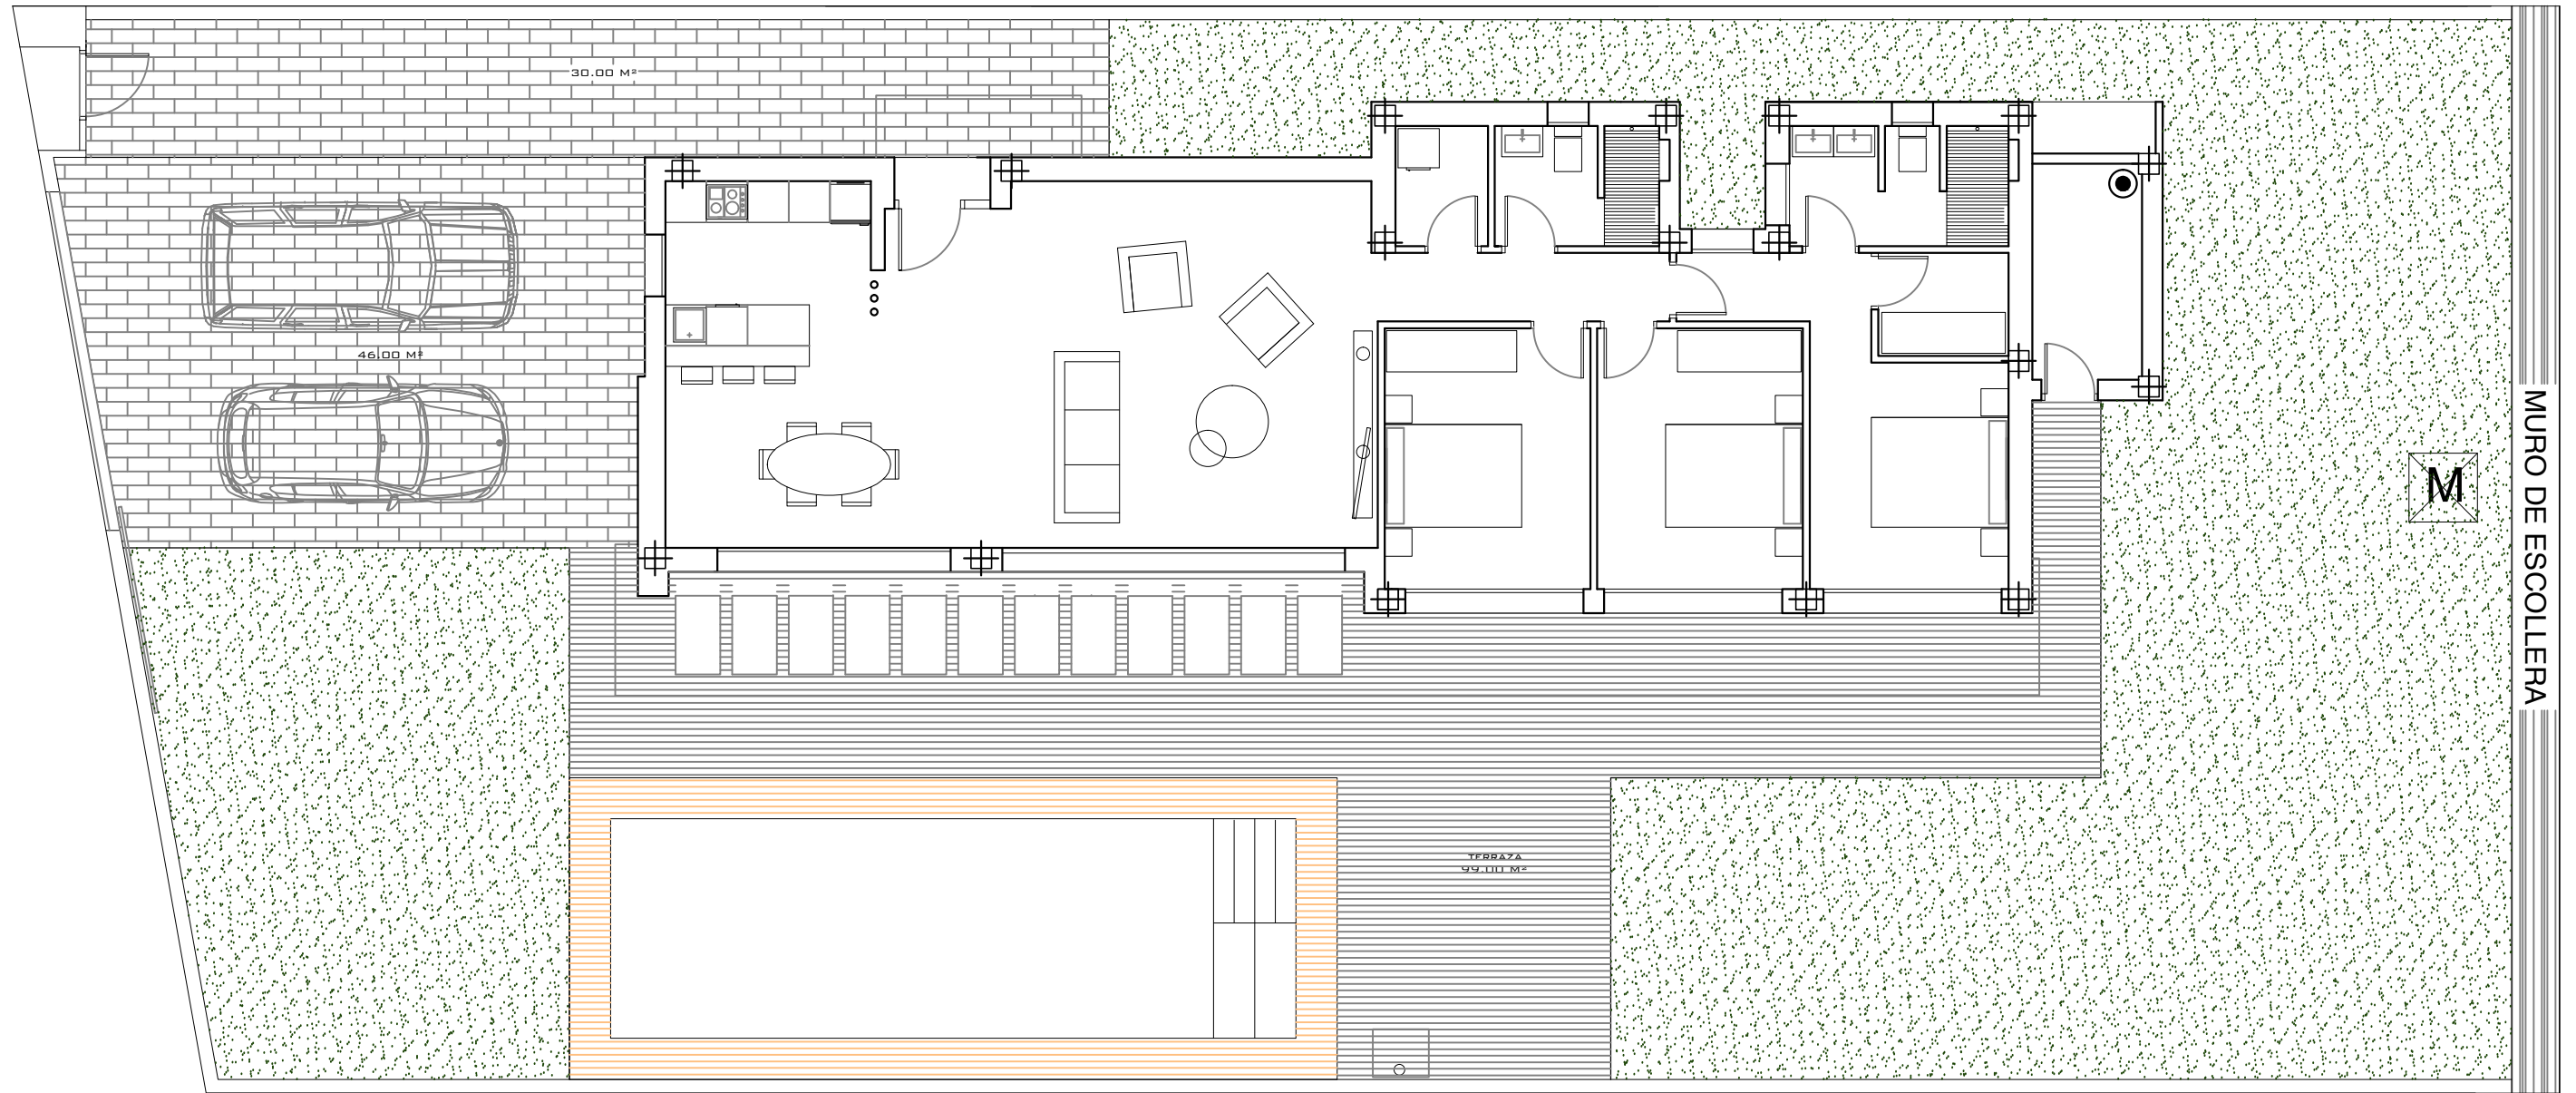 30.00 M²
46.00 M²
MURO DE ESCOLLERA
M
TERRAZA
99.00 M²